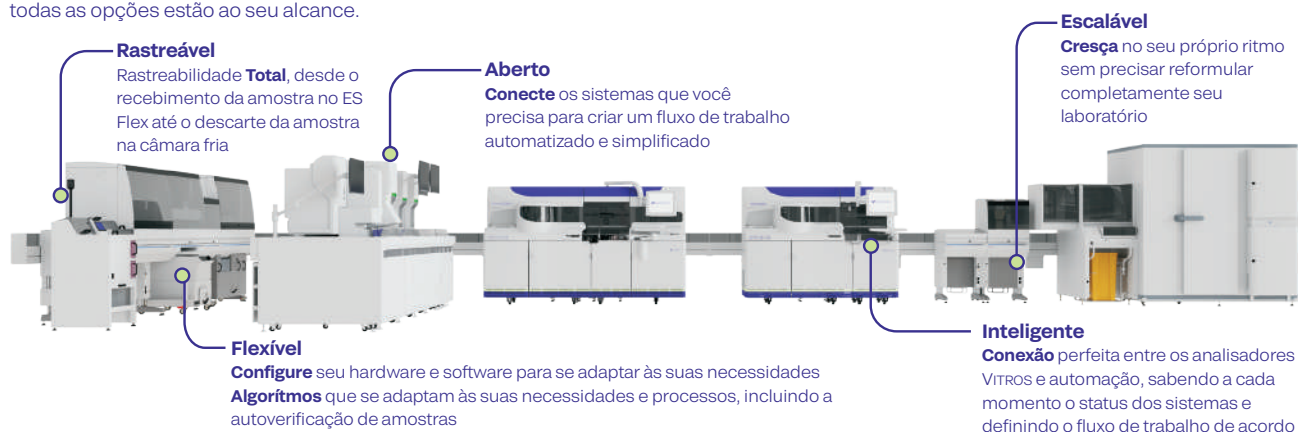 todas as opções estão ao seu alcance.
Rastreável
Rastreabilidade Total, desde o
recebimento da amostra no ES
Flex até o descarte da amostra
na câmara fria
Aberto
Conecte os sistemas que você
precisa para criar um fluxo de trabalho
automatizado e simplificado
Escalável
Cresça no seu próprio ritmo
sem precisar reformular
completamente seu
laboratório
Flexível
Configure seu hardware e software para se adaptar às suas necessidades
Algorítmos que se adaptam às suas necessidades e processos, incluindo a
autoverificação de amostras
Inteligente
Conexão perfeita entre os analisadores
VITROS e automação, sabendo a cada
momento o status dos sistemas e
definindo o fluxo de trabalho de acordo